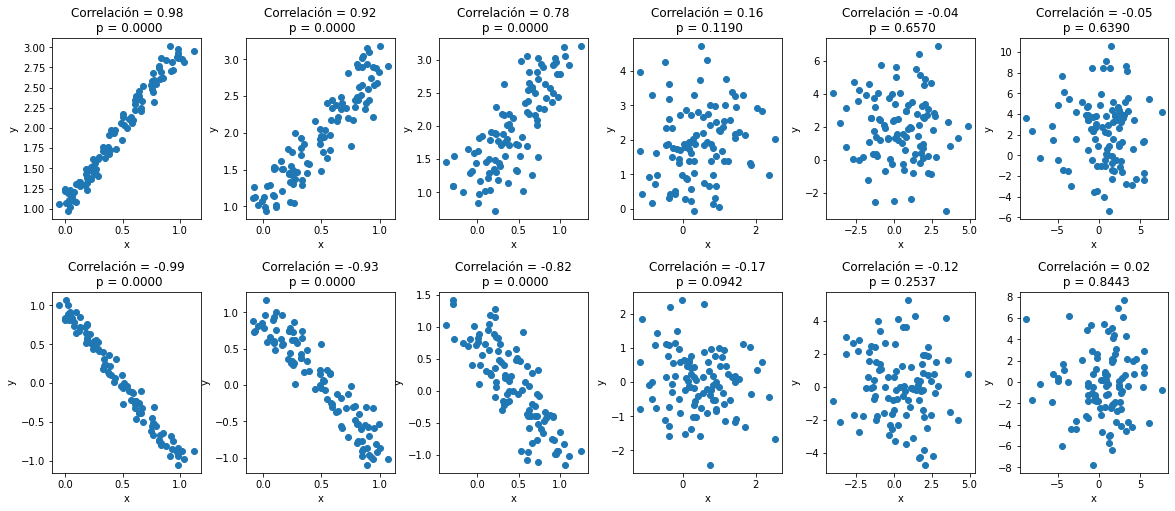 Correlación = 0.98
p = 0.0000
3.00
2.75
2.50
2.25
2.00
1.75
1.50
1.25
1.00
y
0.0
0.5
1.0
x
Correlación = 0.92
p = 0.0000
3.0
2.5
2.0
1.5
1.0
y
0.0
0.5
1.0
x
Correlación = 0.78
p = 0.0000
3.0
2.5
2.0
1.5
1.0
y
0.0
0.5
1.0
x
Correlación = 0.16
p = 0.1190
4
3
2
1
0
y
0
2
x
Correlación = -0.04
p = 0.6570
6
4
2
0
−2
y
−2.5
0.0
2.5
5.0
x
Correlación = -0.05
p = 0.6390
10
8
6
4
2
0
−2
−4
−6
y
−5
0
5
x
Correlación = -0.99
p = 0.0000
1.0
0.5
0.0
−0.5
−1.0
y
0.0
0.5
1.0
x
Correlación = -0.93
p = 0.0000
1.0
0.5
0.0
−0.5
−1.0
y
0.0
0.5
1.0
x
Correlación = -0.82
p = 0.0000
1.5
1.0
0.5
0.0
−0.5
−1.0
y
0.0
0.5
1.0
x
Correlación = -0.17
p = 0.0942
2
1
0
−1
−2
y
0
2
x
Correlación = -0.12
p = 0.2537
4
2
0
−2
−4
y
−2.5
0.0
2.5
5.0
x
Correlación = 0.02
p = 0.8443
8
6
4
2
0
−2
−4
−6
−8
y
−5
0
5
x